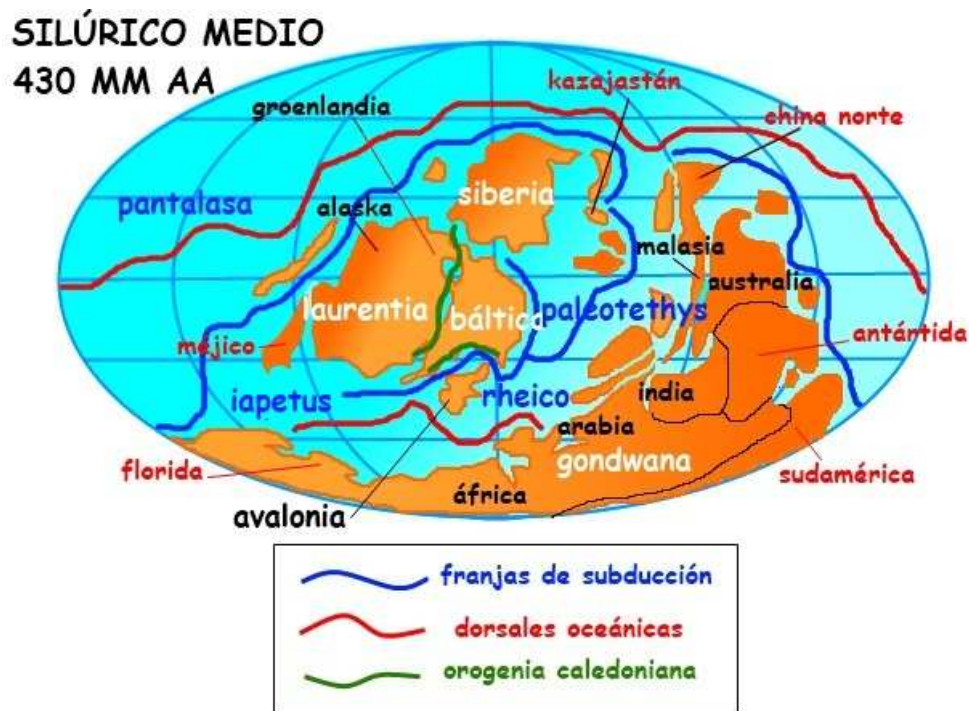 SILÚRICO MEDIO
430 MM AA
kazajastán
groenlandia
china norte
siberia
pantalasa
alaska
malasia
australia
laurentia
báltica
paleotethys
antártida
méjico
india
iapetus
rheico
arabia
gondwana
florida
sudamérica
áfrica
avalonia
franjas de subducción
dorsales oceánicas
orogenia caledoniana